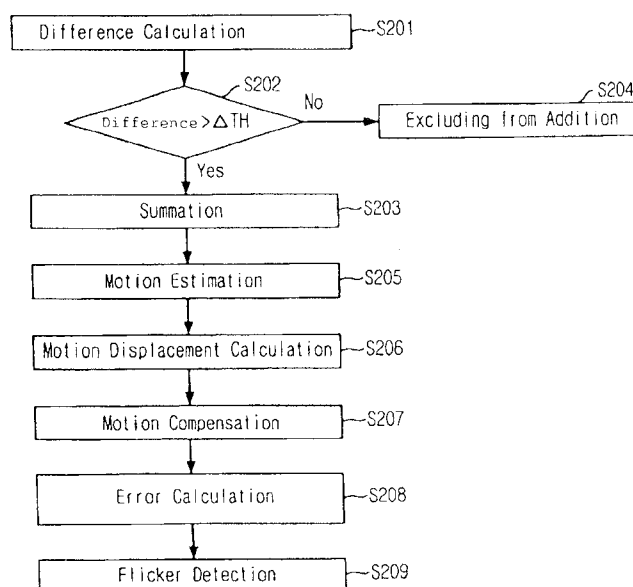 Difference Calculation S201
S202
Difference > △TH
No
S204
Excluding from Addition
Yes
Summation S203
Motion Estimation S205
Motion Displacement Calculation S206
Motion Compensation S207
Error Calculation S208
Flicker Detection S209